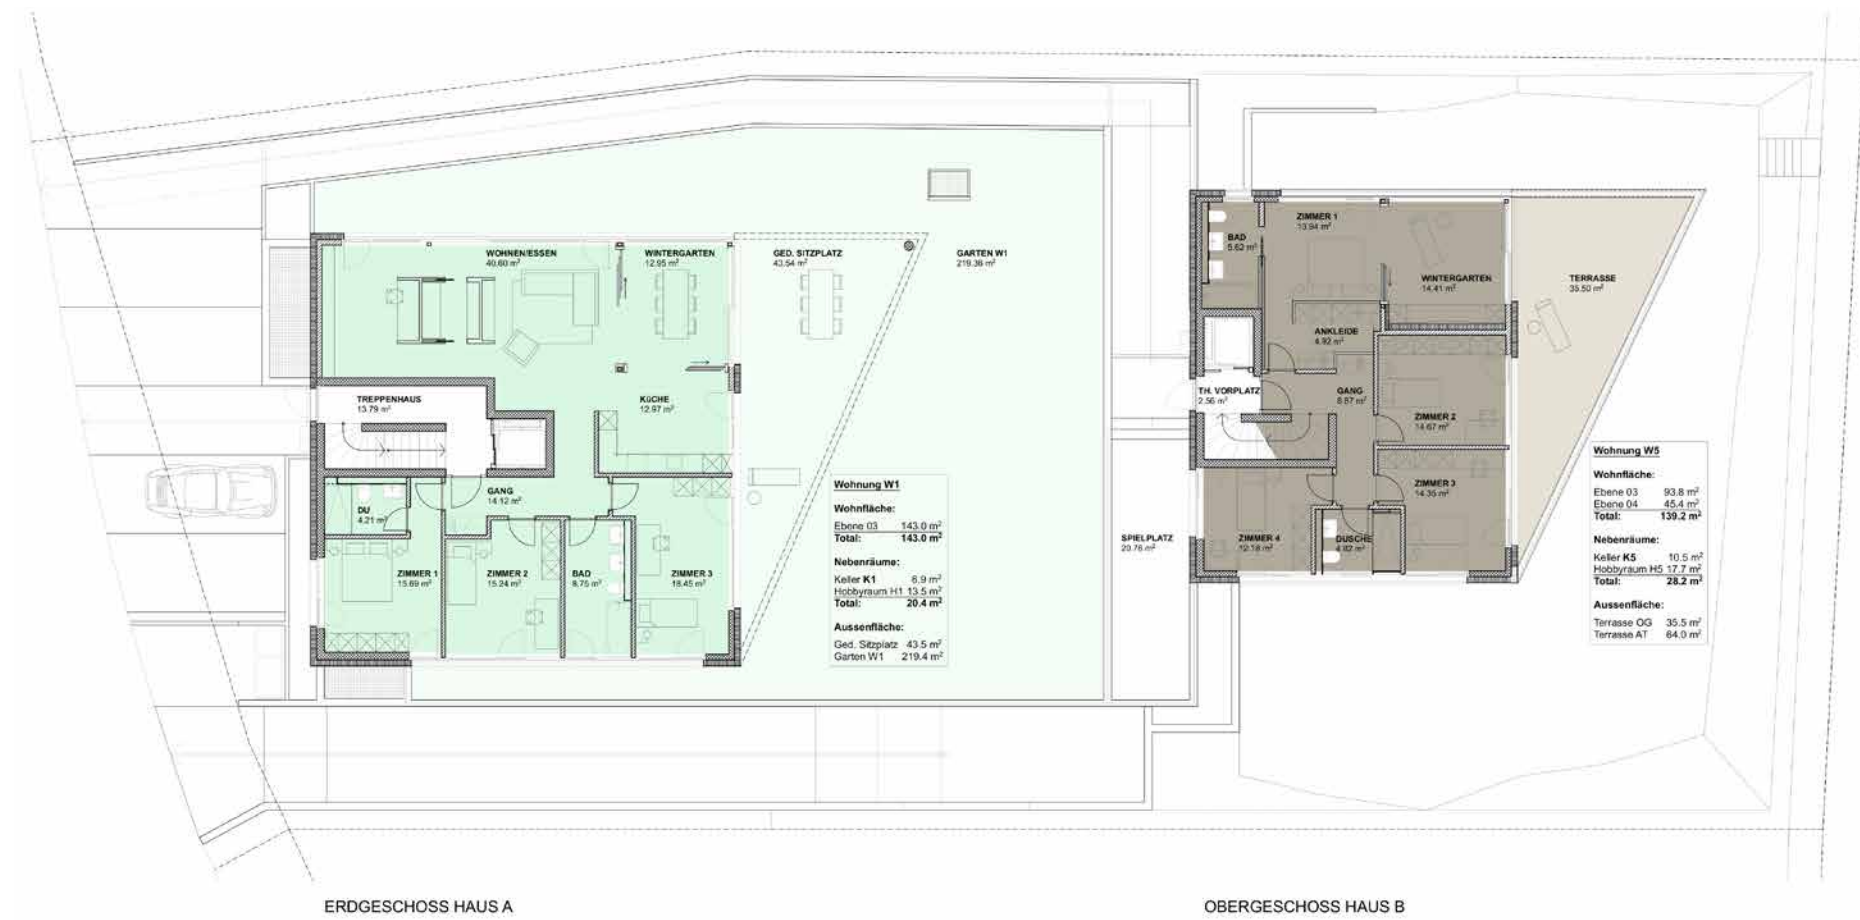 WOHNEN/ESSEN
40.60 m²
WINTERGARTEN
12.95 m²
GED. SITZPLATZ
43.54 m²
GARTEN W1
219.36 m²
TREPPENHAUS
13.79 m²
KÜCHE
12.97 m²
GANG
14.12 m²
DU
4.21 m²
ZIMMER 1
15.69 m²
ZIMMER 2
15.24 m²
BAD
8.75 m²
ZIMMER 3
18.45 m²
Wohnung W1
Wohnfläche:
Ebene 03 143.0 m²
Total: 143.0 m²
Nebenräume:
Keller K1 6.9 m²
Hobbyraum H1 13.5 m²
Total: 20.4 m²
Aussenfläche:
Ged. Sitzplatz 43.5 m²
Garten W1 219.4 m²
SPIELPLATZ
20.76 m²
BAD
5.62 m²
ZIMMER 1
13.94 m²
WINTERGARTEN
14.41 m²
TERRASSE
35.50 m²
ANKLEIDE
4.92 m²
TH. VORPLATZ
2.56 m²
GANG
8.87 m²
ZIMMER 2
14.67 m²
ZIMMER 3
14.35 m²
ZIMMER 4
12.18 m²
DUSCHE
4.82 m²
Wohnung W5
Wohnfläche:
Ebene 03 93.8 m²
Ebene 04 45.4 m²
Total: 139.2 m²
Nebenräume:
Keller K5 10.5 m²
Hobbyraum H5 17.7 m²
Total: 28.2 m²
Aussenfläche:
Terrasse OG 35.5 m²
Terrasse AT 64.0 m²
ERDGESCHOSS HAUS A
OBERGESCHOSS HAUS B